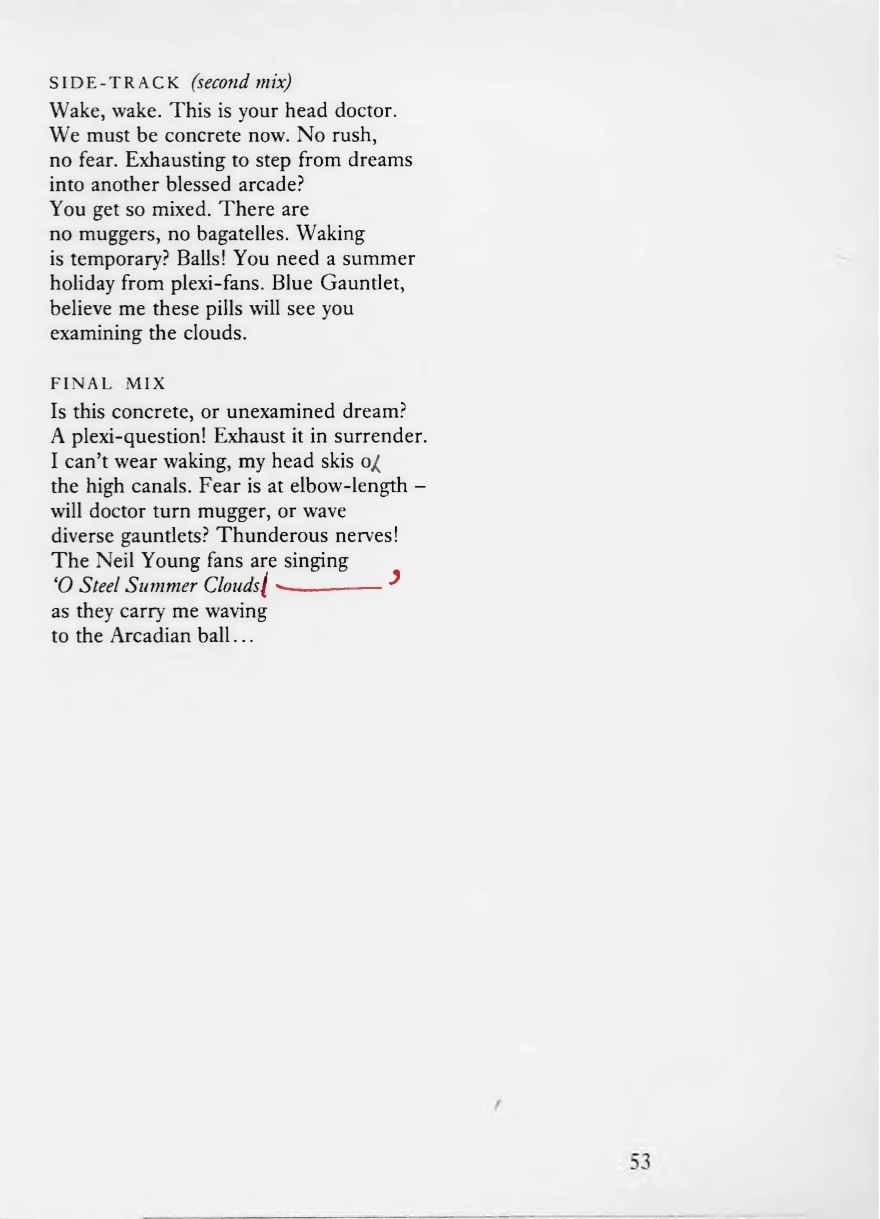 SIDE-TRACK (second mix)
Wake, wake. This is your head doctor.
We must be concrete now. No rush,
no fear. Exhausting to step from dreams
into another blessed arcade?
You get so mixed. There are
no muggers, no bagatelles. Waking
is temporary? Balls! You need a summer
holiday from plexi-fans. Blue Gauntlet,
believe me these pills will see you
examining the clouds.
FINAL MIX
Is this concrete, or unexamined dream?
A plexi-question! Exhaust it in surrender.
I can't wear waking, my head skis
the high canals. Fear is at elbow-length –
will doctor turn mugger, or wave
diverse gauntlets? Thunderous nerves!
The Neil Young fans are singing
‘O Steel Summer Clouds ’
as they carry me waving
to the Arcadian ball...
53